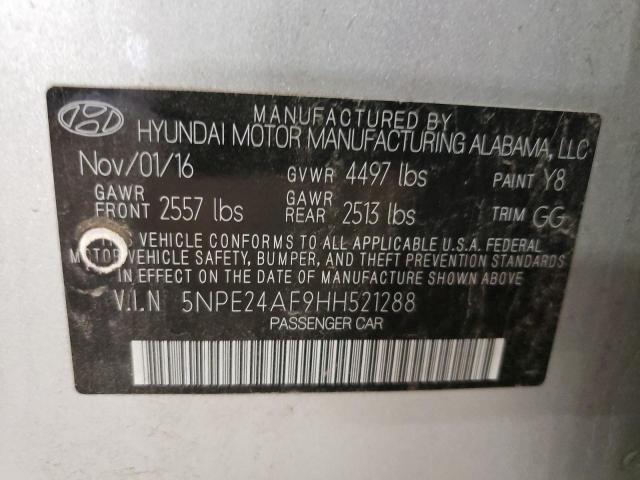 MANUFACTURED BY
HYUNDAI MOTOR MANUFACTURING ALABAMA, LLC
Nov/01/16 GVWR 4497 lbs PAINT Y8
GAWR FRONT 2557 lbs GAWR REAR 2513 lbs TRIM GG
VEHICLE CONFORMS TO ALL APPLICABLE U.S.A. FEDERAL
MOTOR VEHICLE SAFETY, BUMPER, AND THEFT PREVENTION STANDARDS
IN EFFECT ON THE DATE OF MANUFACTURE SHOWN ABOVE.
V.I.N 5NPE24AF9HH521288
PASSENGER CAR